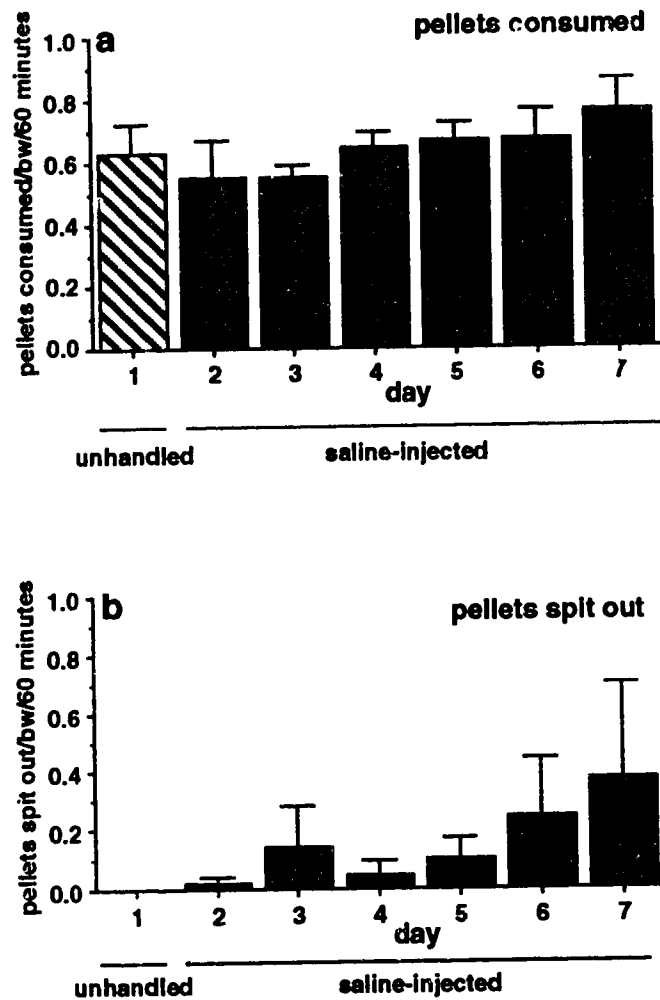 a
pellets consumed
pellets consumed/bw/60 minutes
1.0
0.8
0.6
0.4
0.2
0.0
1 2 3 4 5 6 7
day
unhandled
saline-injected
b
pellets spit out
pellets spit out/bw/60 minutes
1.0
0.8
0.6
0.4
0.2
0.0
1 2 3 4 5 6 7
day
unhandled
saline-injected